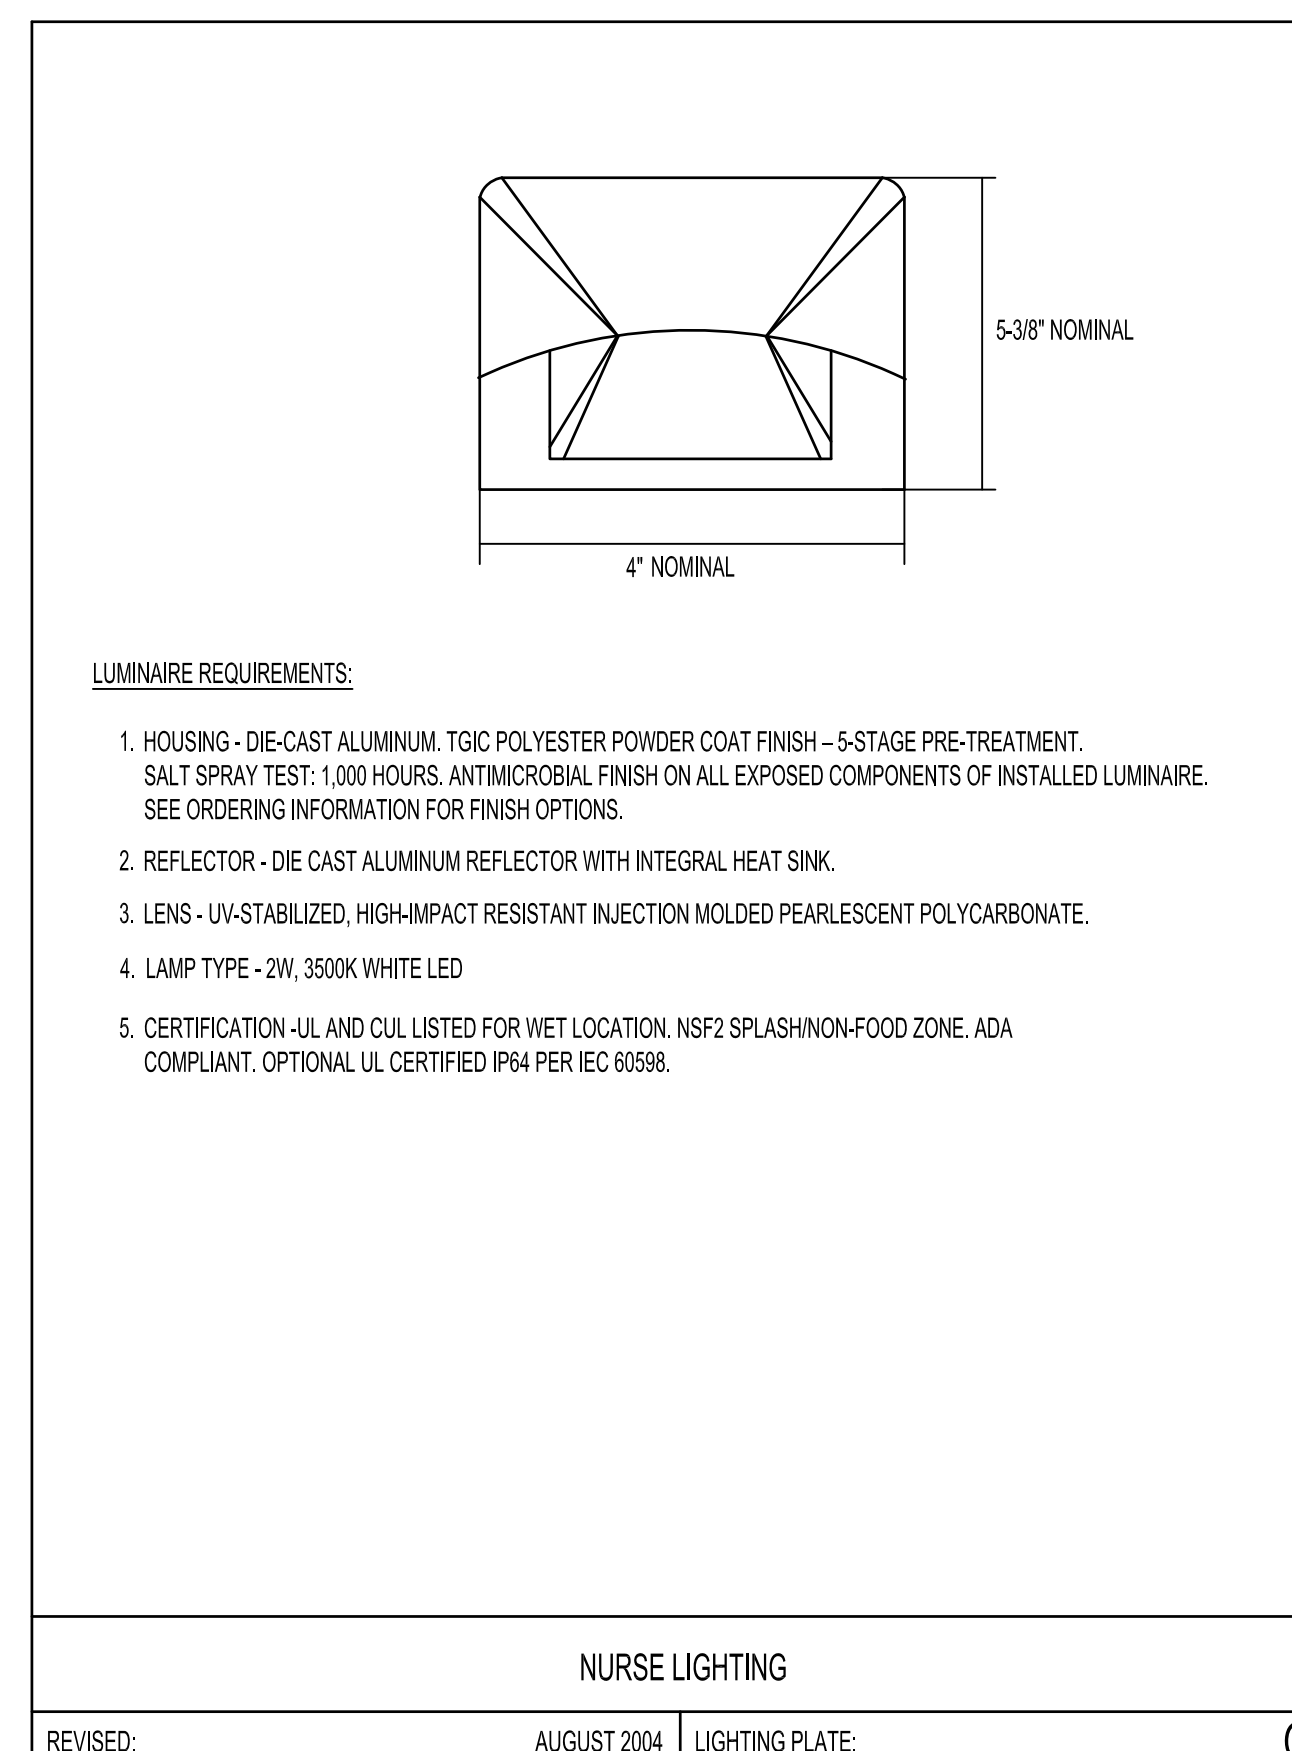 5-3/8" NOMINAL
4" NOMINAL
LUMINAIRE REQUIREMENTS:
1. HOUSING - DIE-CAST ALUMINUM. TGIC POLYESTER POWDER COAT FINISH – 5-STAGE PRE-TREATMENT.
SALT SPRAY TEST: 1,000 HOURS. ANTIMICROBIAL FINISH ON ALL EXPOSED COMPONENTS OF INSTALLED LUMINAIRE.
SEE ORDERING INFORMATION FOR FINISH OPTIONS.
2. REFLECTOR - DIE CAST ALUMINUM REFLECTOR WITH INTEGRAL HEAT SINK.
3. LENS - UV-STABILIZED, HIGH-IMPACT RESISTANT INJECTION MOLDED PEARLESCENT POLYCARBONATE.
4. LAMP TYPE - 2W, 3500K WHITE LED
5. CERTIFICATION -UL AND CUL LISTED FOR WET LOCATION. NSF2 SPLASH/NON-FOOD ZONE. ADA
COMPLIANT. OPTIONAL UL CERTIFIED IP64 PER IEC 60598.
NURSE LIGHTING
REVISED: AUGUST 2004 LIGHTING PLATE: